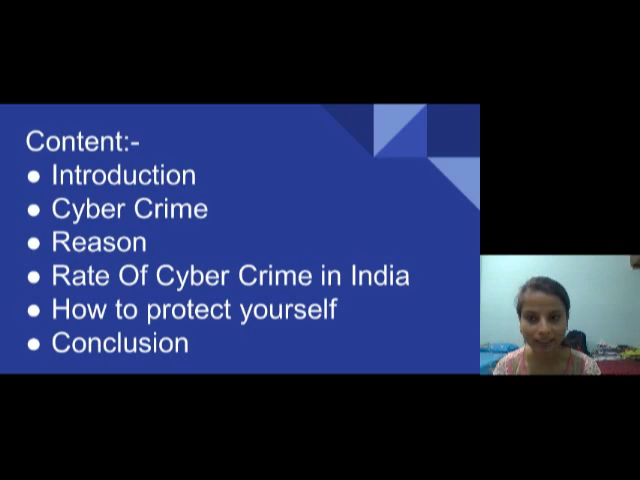 Content:-
● Introduction
● Cyber Crime
● Reason
● Rate Of Cyber Crime in India
● How to protect yourself
● Conclusion